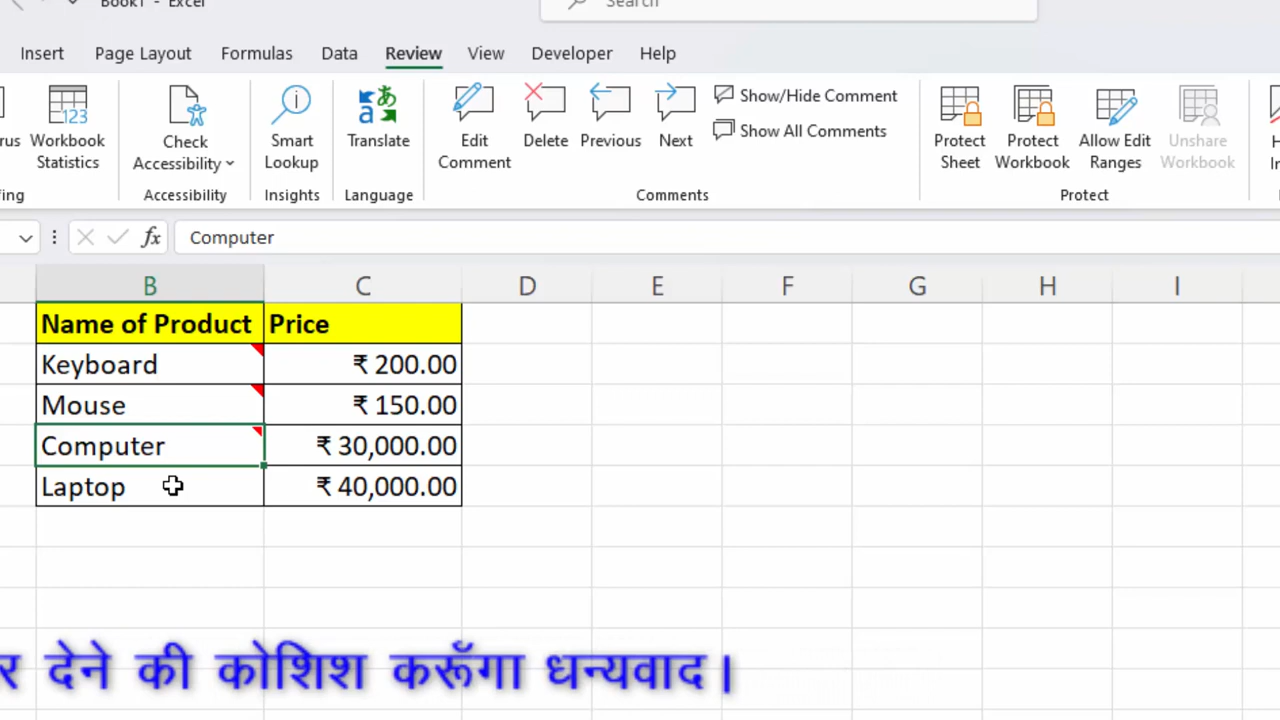 Book1 - Excel
Search
Insert Page Layout Formulas Data Review View Developer Help
Workbook Statistics
Check Accessibility
Smart Lookup
Translate
Edit Comment
Delete
Previous
Next
Show/Hide Comment
Show All Comments
Protect Sheet
Protect Workbook
Allow Edit Ranges
Unshare Workbook
Accessibility Insights Language Comments Protect
fx Computer
B C D E F G H I
Name of Product Price
Keyboard ₹ 200.00
Mouse ₹ 150.00
Computer ₹ 30,000.00
Laptop ₹ 40,000.00
देने की कोशिश करूँगा धन्यवाद।